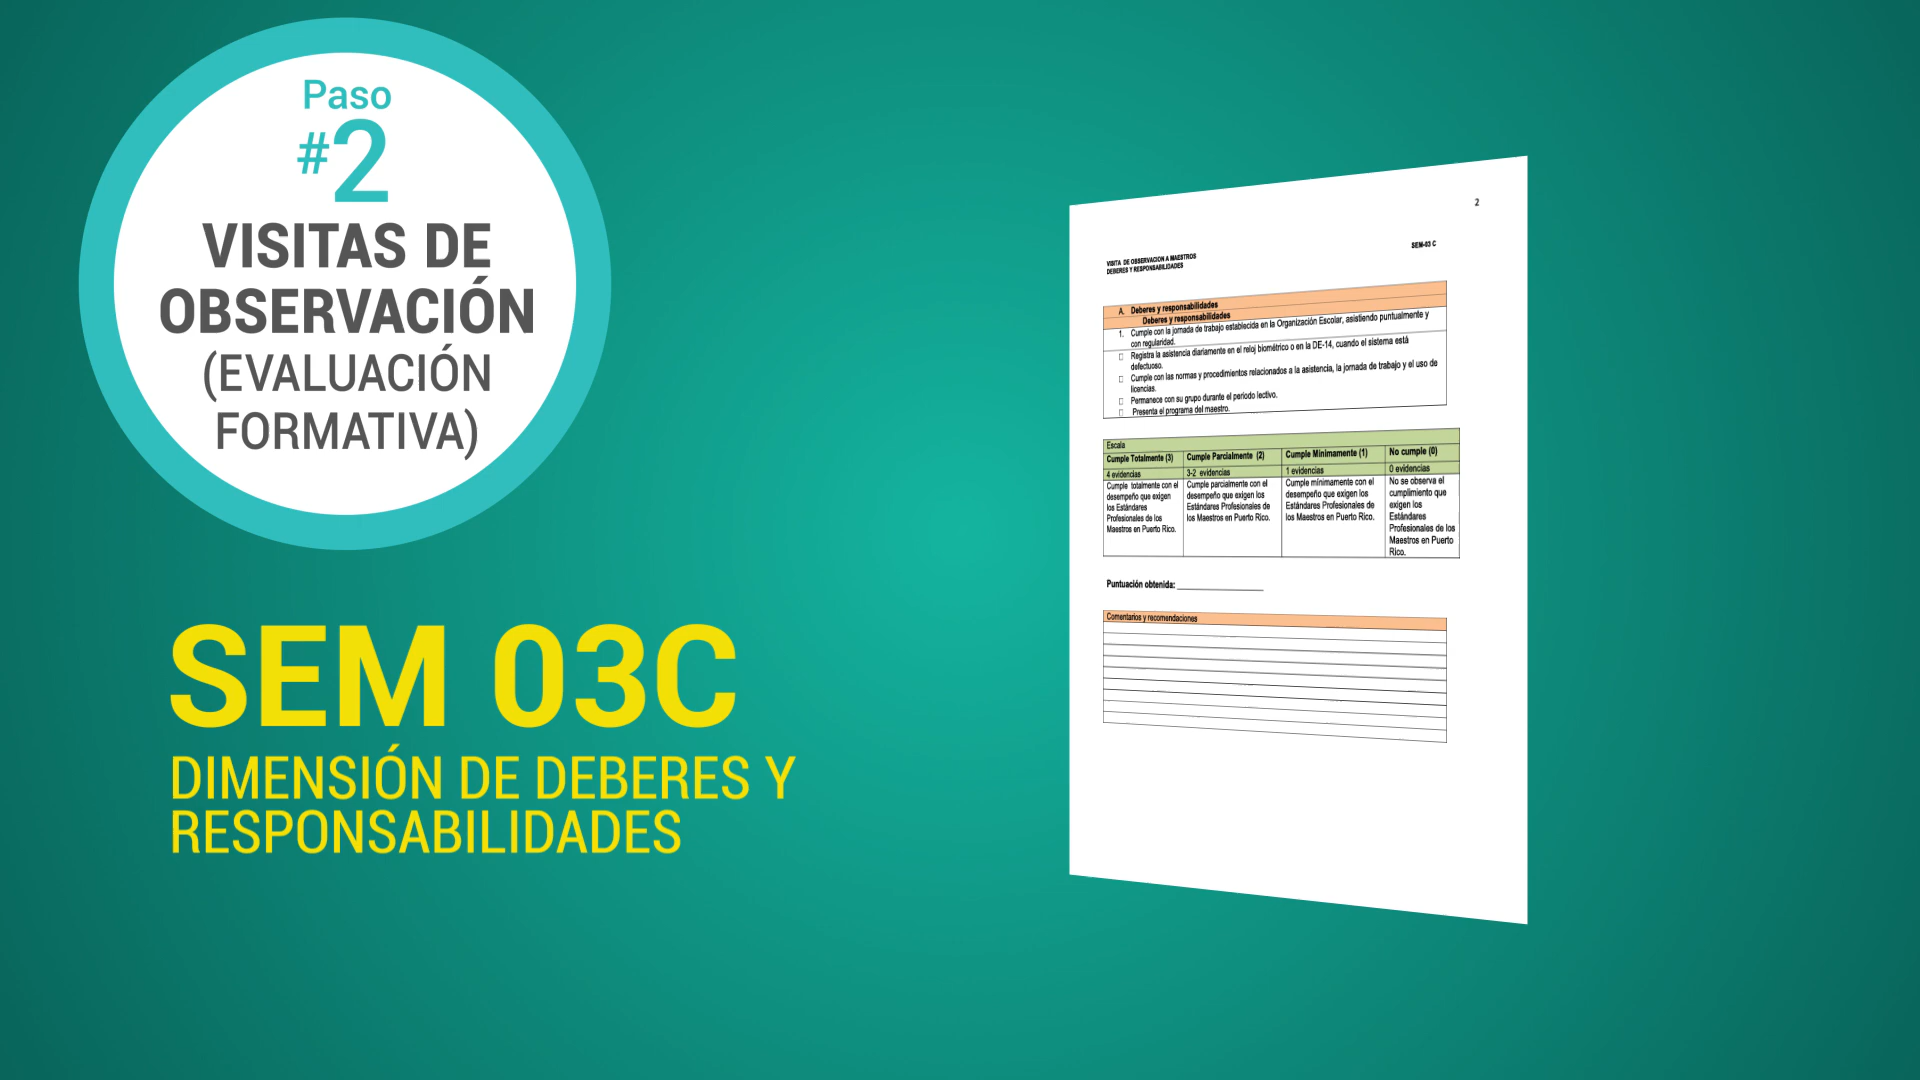 Paso
#2
VISITAS DE
OBSERVACIÓN
(EVALUACIÓN
FORMATIVA)
SEM 03C
DIMENSIÓN DE DEBERES Y
RESPONSABILIDADES
2
SEM-03 C
VISITA DE OBSERVACION A MAESTROS
DEBERES Y RESPONSABILIDADES
A. Deberes y responsabilidades
Deberes y responsabilidades
1. Cumple con la jornada de trabajo establecida en la Organización Escolar, asistiendo puntualmente y
con regularidad.
□ Registra la asistencia diariamente en el reloj biométrico o en la DE-14, cuando el sistema está
defectuoso.
□ Cumple con las normas y procedimientos relacionados a la asistencia, la jornada de trabajo y el uso de
licencias.
□ Permanece con su grupo durante el periodo lectivo.
□ Presenta el programa del maestro.
Escala
Cumple Totalmente (3) Cumple Parcialmente (2) Cumple Mínimamente (1) No cumple (0)
4 evidencias 3-2 evidencias 1 evidencias 0 evidencias
Cumple totalmente con el
desempeño que exigen
los Estándares
Profesionales de los
Maestros en Puerto Rico.
Cumple parcialmente con el
desempeño que exigen los
Estándares Profesionales de
los Maestros en Puerto Rico.
Cumple mínimamente con el
desempeño que exigen los
Estándares Profesionales de
los Maestros en Puerto Rico.
No se observa el
cumplimiento que
exigen los
Estándares
Profesionales de los
Maestros en Puerto
Rico.
Puntuación obtenida: ____________________
Comentarios y recomendaciones